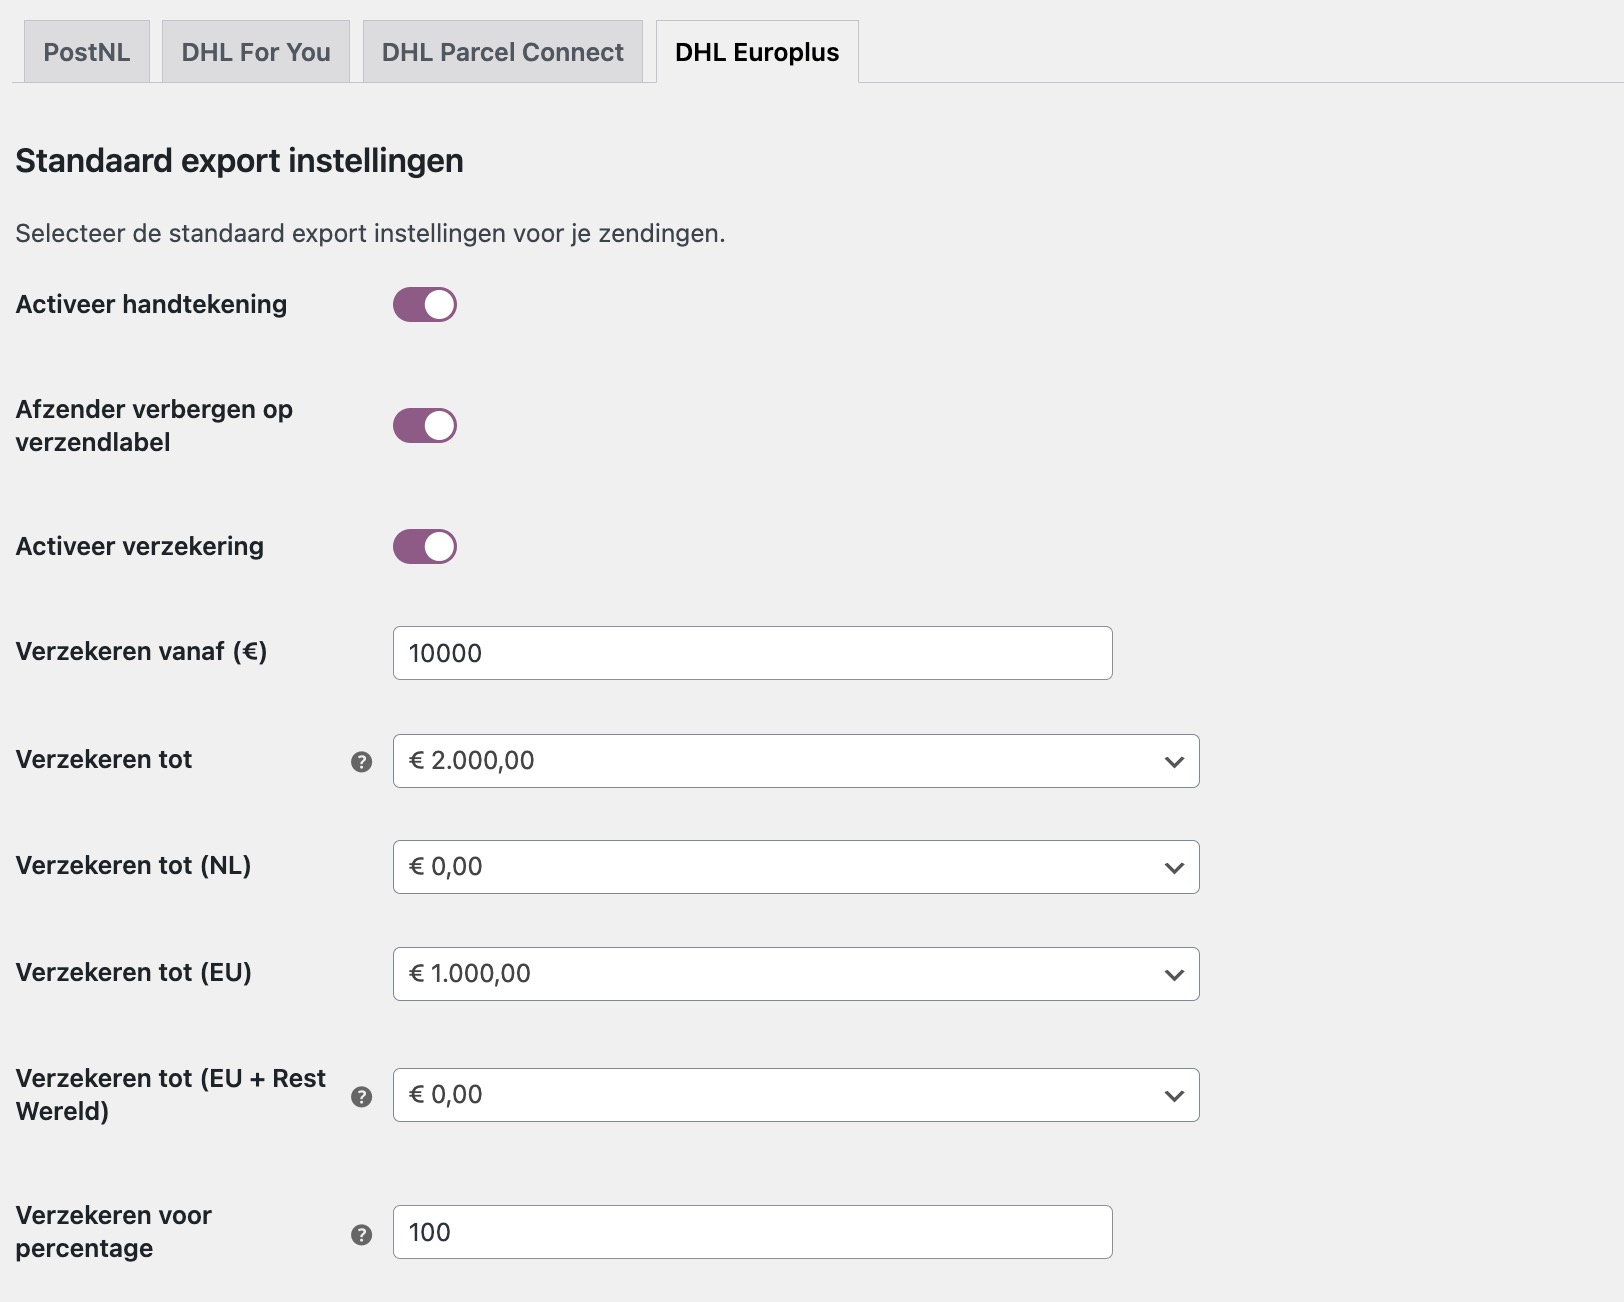 PostNL
DHL For You
DHL Parcel Connect
DHL Europlus
Standaard export instellingen
Selecteer de standaard export instellingen voor je zendingen.
Activeer handtekening
Afzender verbergen op
verzendlabel
Activeer verzekering
Verzekeren vanaf (€)
10000
Verzekeren tot
?
€ 2.000,00
Verzekeren tot (NL)
€ 0,00
Verzekeren tot (EU)
€ 1.000,00
Verzekeren tot (EU + Rest
Wereld)
?
€ 0,00
Verzekeren voor
percentage
?
100